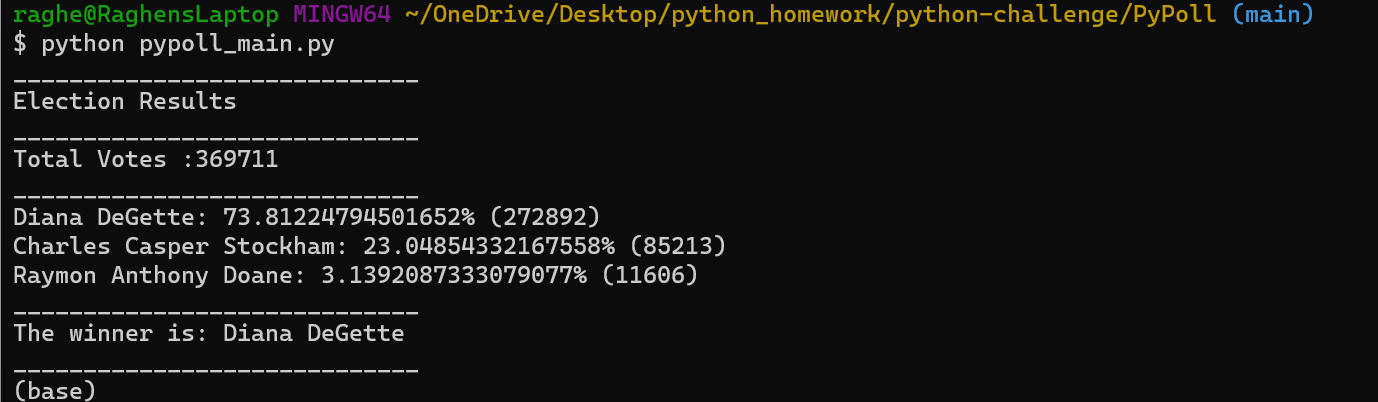 raghe@RaghensLaptop MINGW64 ~/OneDrive/Desktop/python_homework/python-challenge/PyPoll (main)
$ python pypoll_main.py
_____________________________
Election Results
_____________________________
Total Votes :369711
_____________________________
Diana DeGette: 73.81224794501652% (272892)
Charles Casper Stockham: 23.04854332167558% (85213)
Raymon Anthony Doane: 3.1392087333079077% (11606)
_____________________________
The winner is: Diana DeGette
_____________________________
(base)